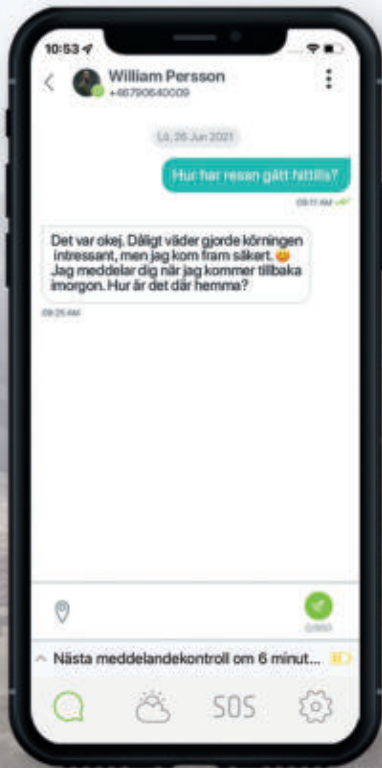 10:53
William Persson
+46790640009
Lö, 26 Jun 2021
Hur har resan gått hittills?
09:11 AM
Det var okej. Dåligt väder gjorde körningen
intressant, men jag kom fram säkert.
Jag meddelar dig när jag kommer tillbaka
imorgon. Hur är det där hemma?
09:25 AM
Nästa meddelandekontroll om 6 minut...
SOS